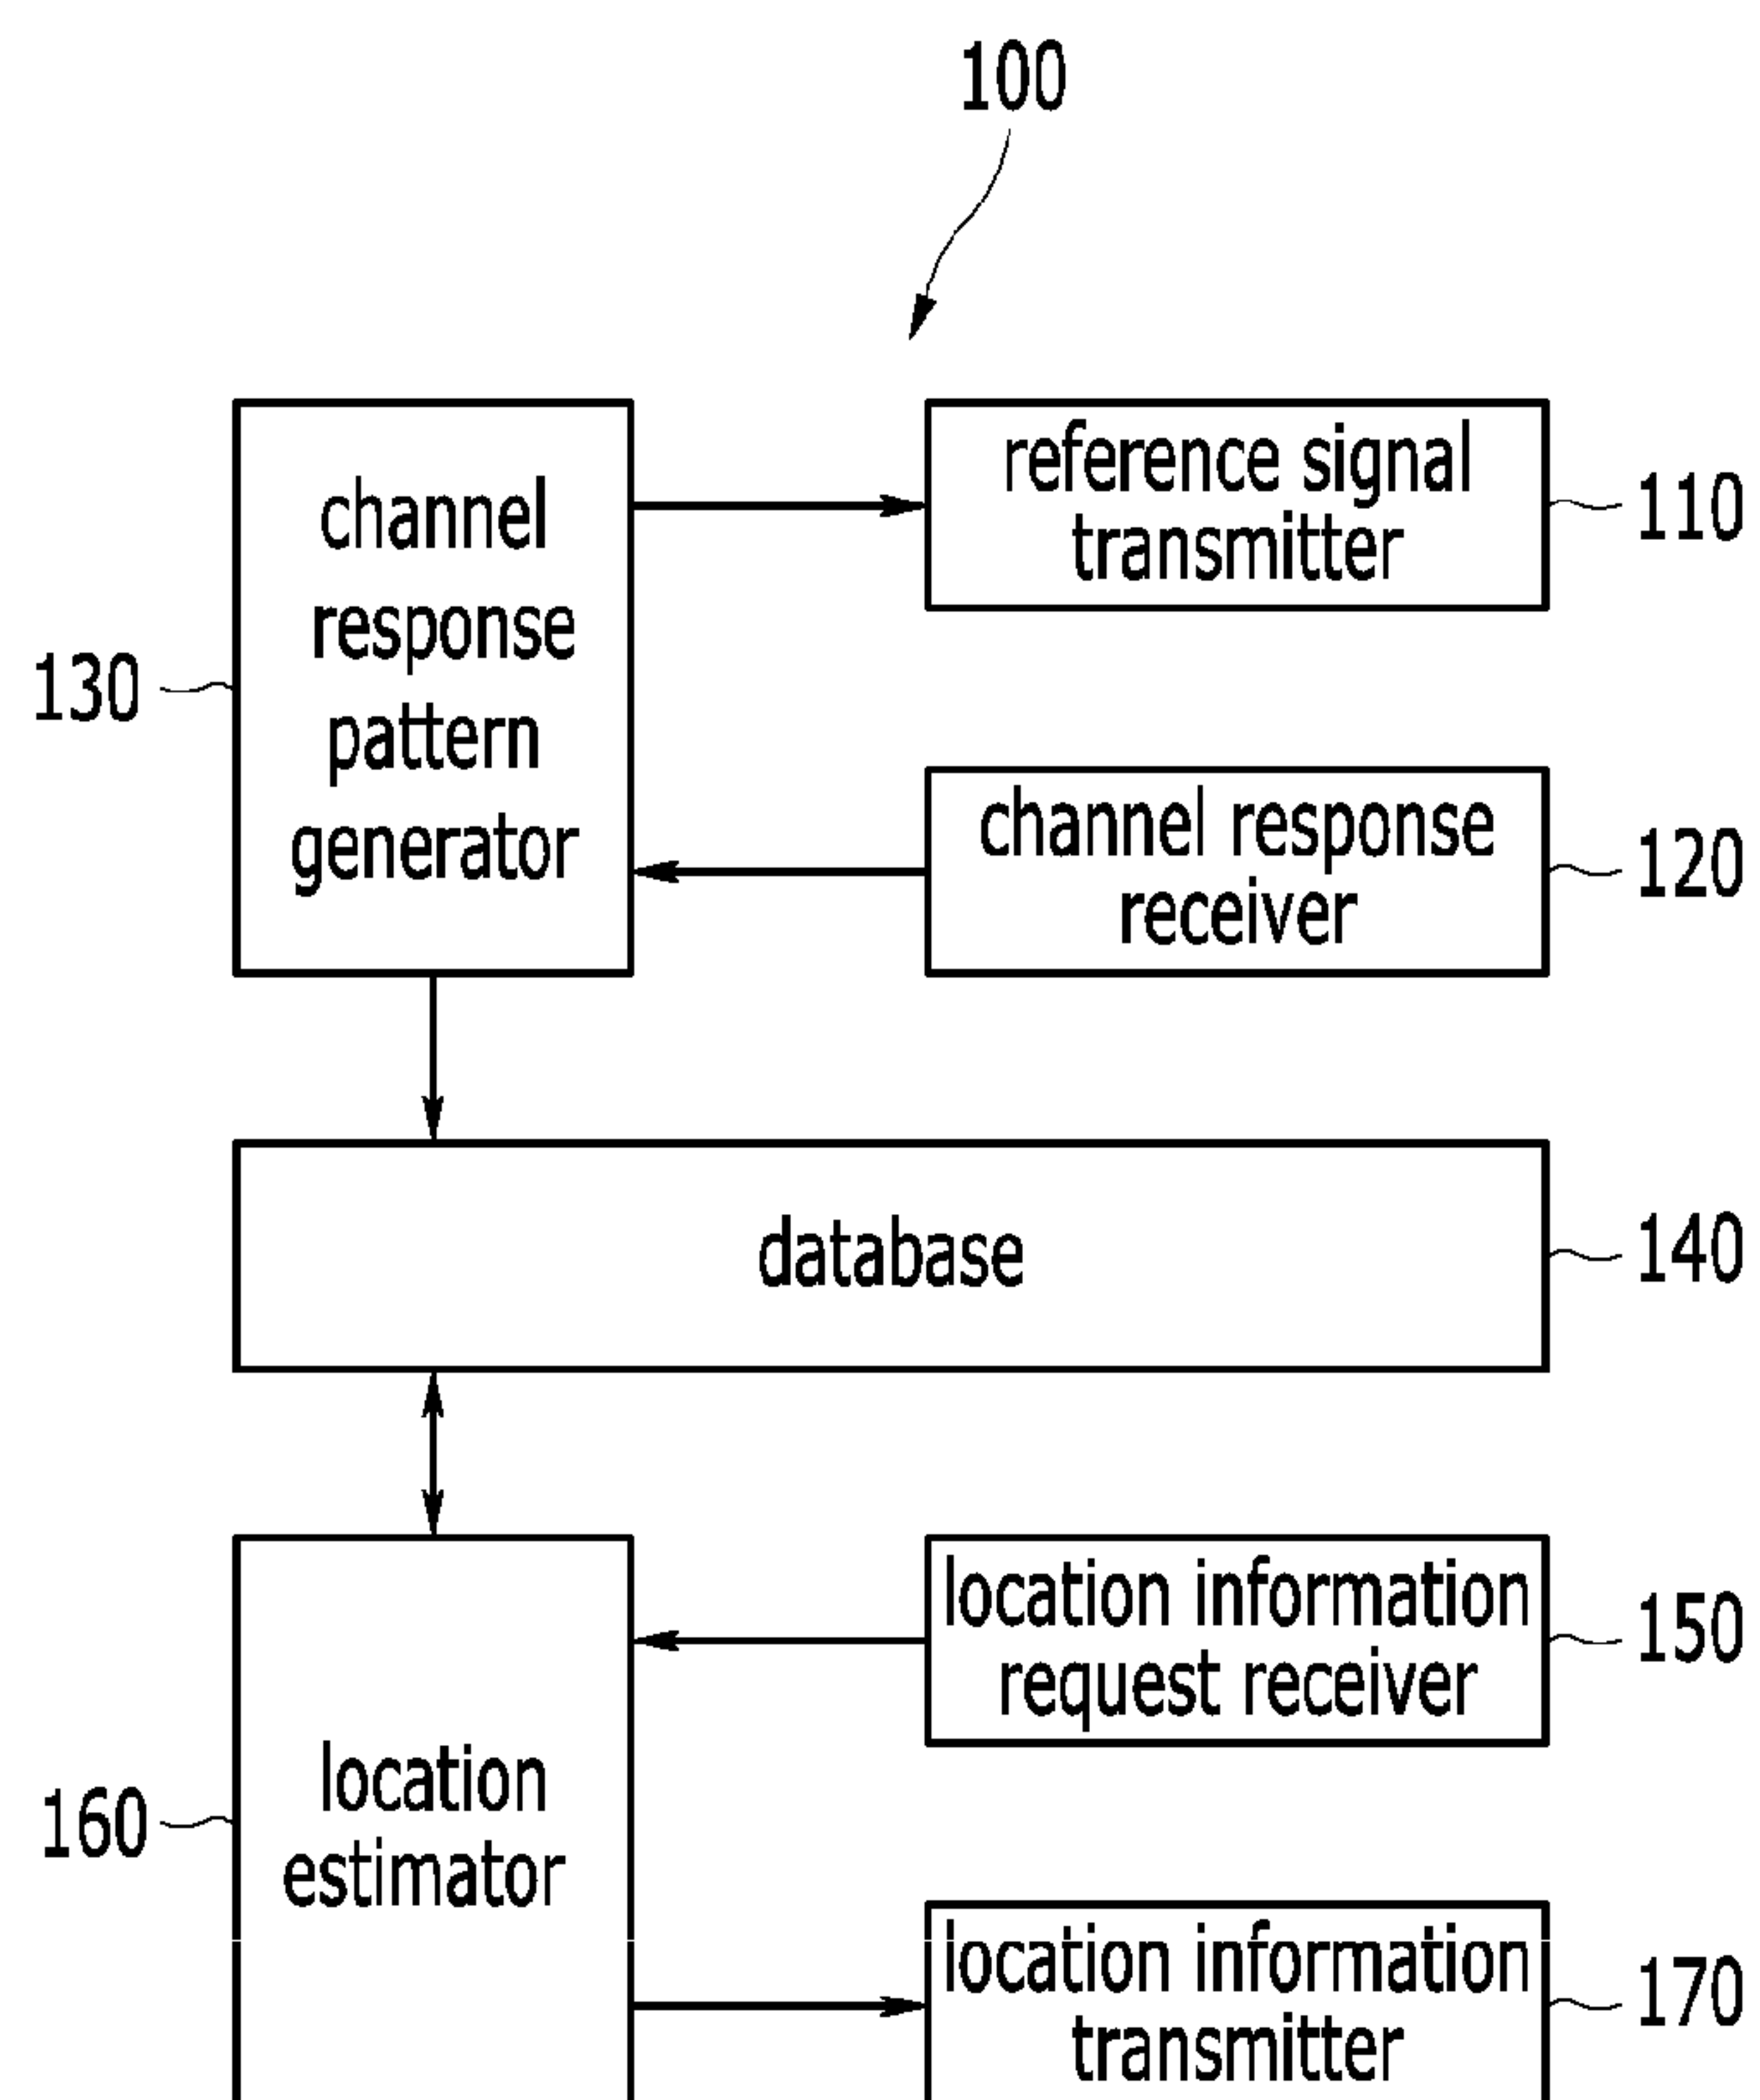 100
channel
response
pattern
generator
130
reference signal
transmitter
110
channel response
receiver
120
database
140
location information
request receiver
150
location
estimator
160
location information
transmitter
170